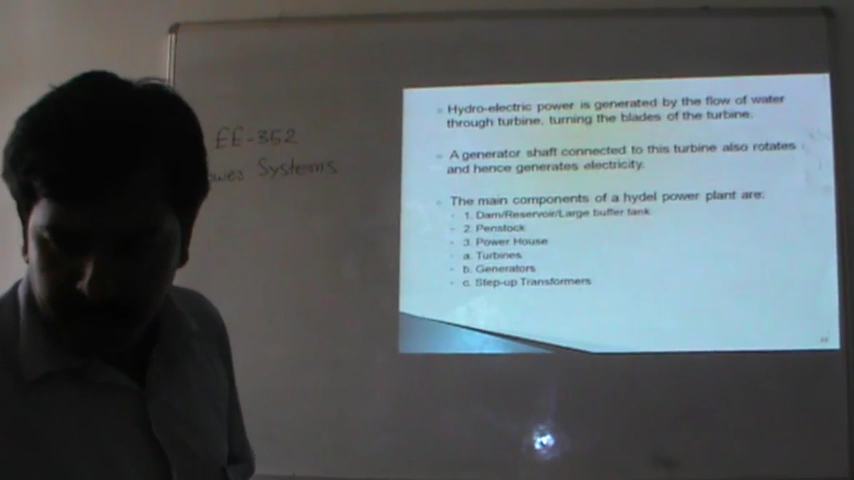 EE-352
Power Systems
Hydro-electric power is generated by the flow of water
through turbine, turning the blades of the turbine.
A generator shaft connected to this turbine also rotates
and hence generates electricity.
The main components of a hydel power plant are:
1. Dam/Reservoir/Large buffer tank
2. Penstock
3. Power House
a. Turbines
b. Generators
c. Step-up Transformers